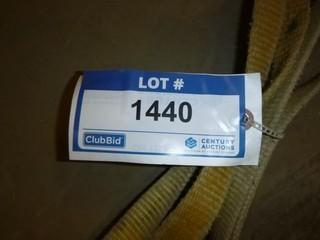 LOT #
1440
ClubBid
CENTURY
AUCTIONS